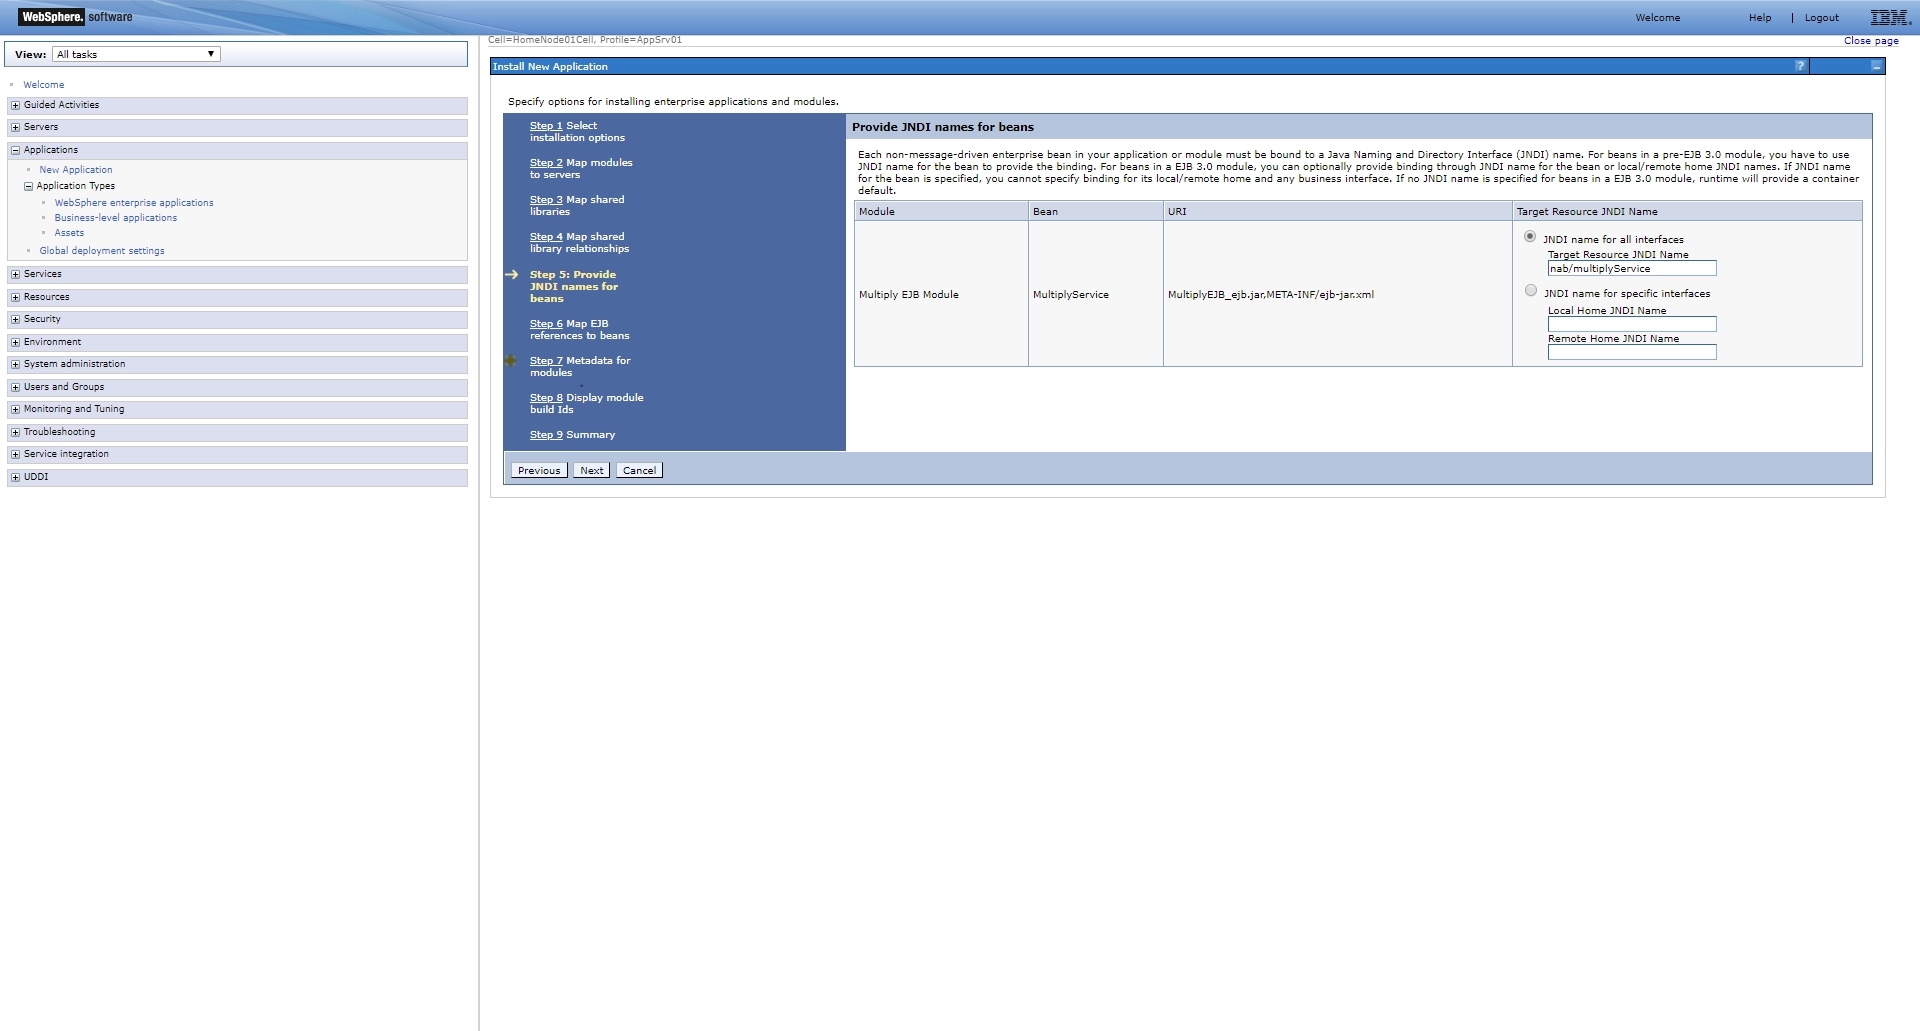 WebSphere. software
Welcome
Help | Logout
IBM.
View: All tasks
Cell=HomeNode01Cell, Profile=AppSrv01
Close page
Welcome
Guided Activities
Servers
Applications
New Application
Application Types
WebSphere enterprise applications
Business-level applications
Assets
Global deployment settings
Services
Resources
Security
Environment
System administration
Users and Groups
Monitoring and Tuning
Troubleshooting
Service integration
UDDI
Install New Application
?
Specify options for installing enterprise applications and modules.
Step 1 Select
installation options
Step 2 Map modules
to servers
Step 3 Map shared
libraries
Step 4 Map shared
library relationships
Step 5: Provide
JNDI names for
beans
Step 6 Map EJB
references to beans
Step 7 Metadata for
modules
Step 8 Display module
build Ids
Step 9 Summary
Provide JNDI names for beans
Each non-message-driven enterprise bean in your application or module must be bound to a Java Naming and Directory Interface (JNDI) name. For beans in a pre-EJB 3.0 module, you have to use
JNDI name for the bean to provide the binding. For beans in a EJB 3.0 module, you can optionally provide binding through JNDI name for the bean or local/remote home JNDI names. If JNDI name
for the bean is specified, you cannot specify binding for its local/remote home and any business interface. If no JNDI name is specified for beans in a EJB 3.0 module, runtime will provide a container
default.
Module Bean URI Target Resource JNDI Name
Multiply EJB Module MultiplyService MultiplyEJB_ejb.jar,META-INF/ejb-jar.xml
JNDI name for all interfaces
Target Resource JNDI Name
nab/multiplyService
JNDI name for specific interfaces
Local Home JNDI Name
Remote Home JNDI Name
Previous Next Cancel